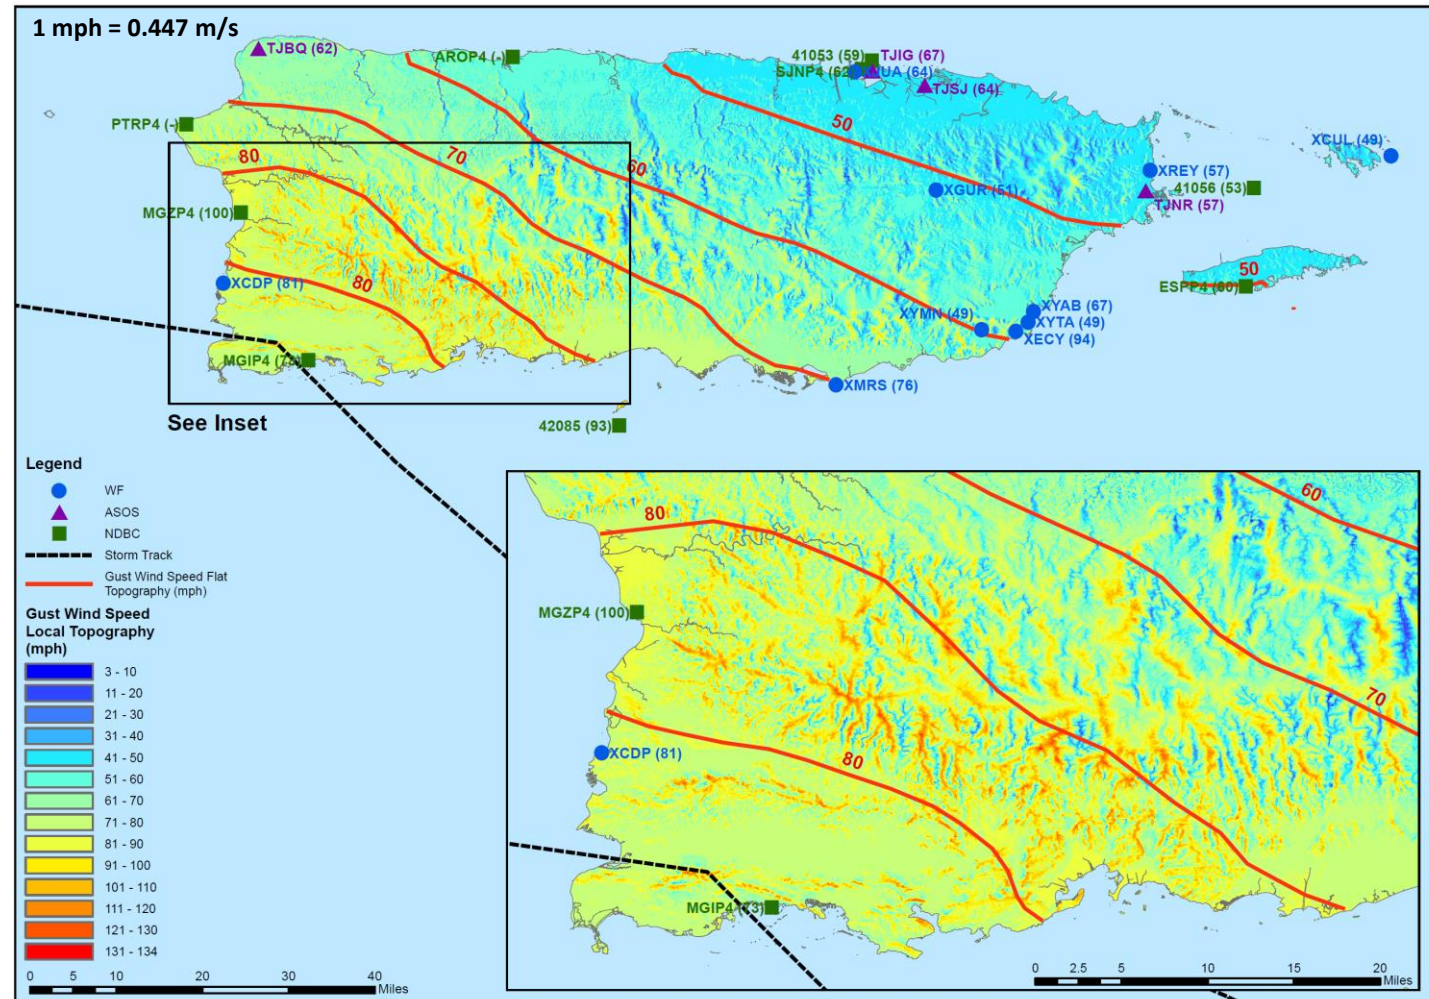 1 mph = 0.447 m/s
TJBQ (62)
AROP4 (-)
41053 (59)
TJIG (67)
SJNP4 (62)
(64)
TJSJ (64)
PTRP4 (-)
50
XCUL (49)
80
70
60
XREY (57)
41056 (53)
XGUR (51)
TJNR (57)
MGZP4 (100)
XCDP (81)
80
50
ESPP4 (60)
XYAB (67)
XYMN (49)
XYTA (49)
XECY (94)
MGIP4 (73)
XMRS (76)
See Inset
42085 (93)
Legend
WF
ASOS
NDBC
Storm Track
Gust Wind Speed Flat
Topography (mph)
Gust Wind Speed
Local Topography
(mph)
3 - 10
11 - 20
21 - 30
31 - 40
41 - 50
51 - 60
61 - 70
71 - 80
81 - 90
91 - 100
101 - 110
111 - 120
121 - 130
131 - 134
0 5 10 20 30 40
Miles
60
80
MGZP4 (100)
70
XCDP (81)
80
MGIP4 (73)
0 2.5 5 10 15 20
Miles